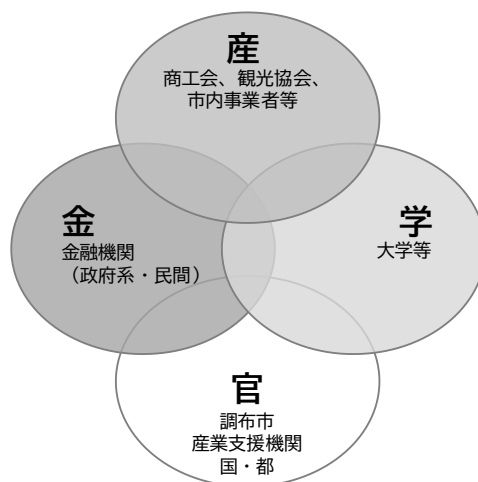 産
商工会、観光協会、
市内事業者等
金
金融機関
（政府系・民間）
学
大学等
官
調布市
産業支援機関
国・都